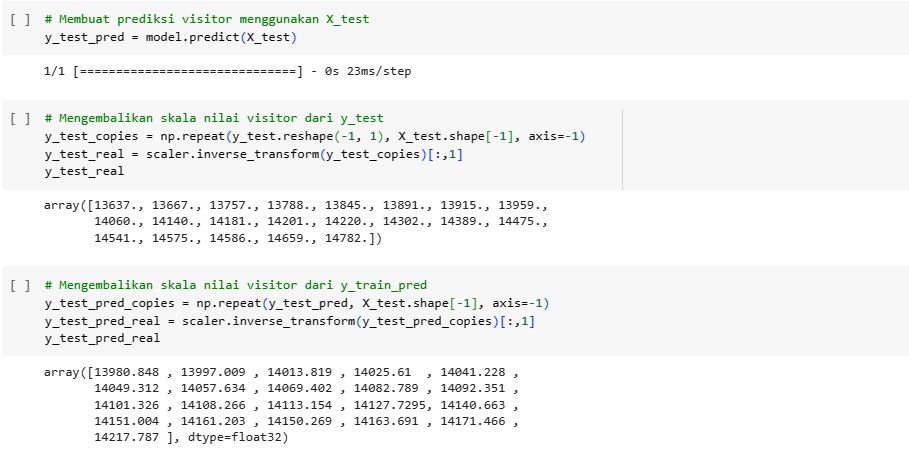 [ ] # Membuat prediksi visitor menggunakan X_test
y_test_pred = model.predict(X_test)
1/1 [==============================] - 0s 23ms/step
[ ] # Mengembalikan skala nilai visitor dari y_test
y_test_copies = np.repeat(y_test.reshape(-1, 1), X_test.shape[-1], axis=-1)
y_test_real = scaler.inverse_transform(y_test_copies)[:,1]
y_test_real
array([13637., 13667., 13757., 13788., 13845., 13891., 13915., 13959.,
14060., 14140., 14181., 14201., 14220., 14302., 14389., 14475.,
14541., 14575., 14586., 14659., 14782.])
[ ] # Mengembalikan skala nilai visitor dari y_train_pred
y_test_pred_copies = np.repeat(y_test_pred, X_test.shape[-1], axis=-1)
y_test_pred_real = scaler.inverse_transform(y_test_pred_copies)[:,1]
y_test_pred_real
array([13980.848 , 13997.009 , 14013.819 , 14025.61  , 14041.228 ,
14049.312 , 14057.634 , 14069.402 , 14082.789 , 14092.351 ,
14101.326 , 14108.266 , 14113.154 , 14127.7295, 14140.663 ,
14151.004 , 14161.203 , 14150.269 , 14163.691 , 14171.466 ,
14217.787 ], dtype=float32)